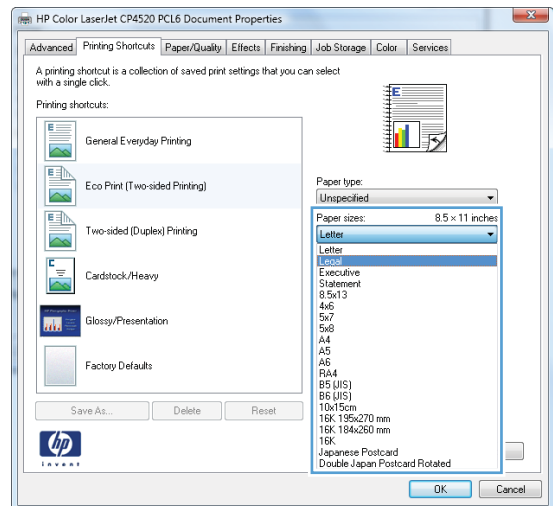 HP Color LaserJet CP4520 PCL6 Document Properties
Advanced Printing Shortcuts Paper/Quality Effects Finishing Job Storage Color Services
A printing shortcut is a collection of saved print settings that you can select
with a single click.
Printing shortcuts:
General Everyday Printing
Eco Print (Two-sided Printing)
Two-sided (Duplex) Printing
Cardstock/Heavy
Glossy/Presentation
Factory Defaults
Save As... Delete Reset
hp
invent
E
E
E
E
C
Paper type:
Unspecified
Paper sizes: 8.5 × 11 inches
Letter
Letter
Legal
Executive
Statement
8.5x13
4x6
5x7
5x8
A4
A5
A6
RA4
B5 (JIS)
B6 (JIS)
10x15cm
16K 195x270 mm
16K 184x260 mm
16K
Japanese Postcard
Double Japan Postcard Rotated
OK Cancel